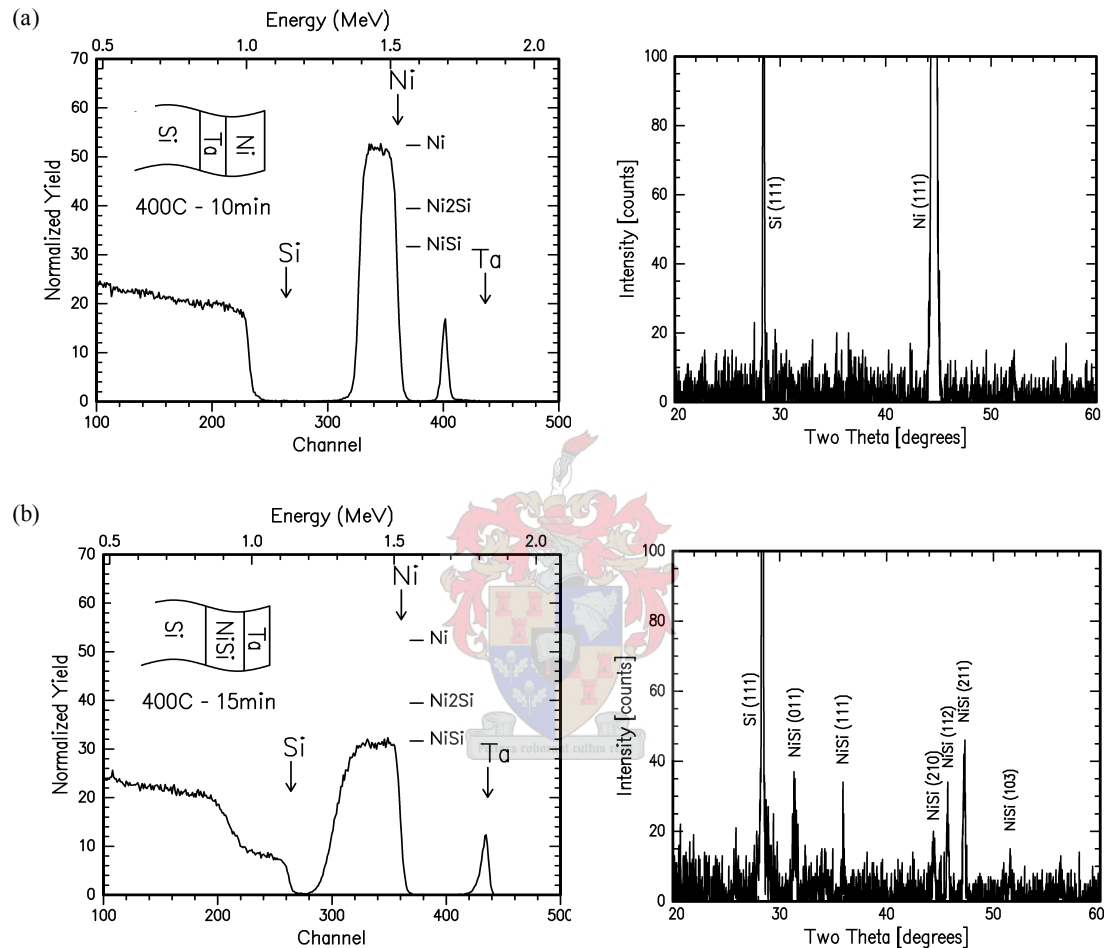 (a)
Energy (MeV)
0.5 1.0 1.5 2.0
70
60
50
40
30
20
10
0
Normalized Yield
Si
Ta
Ni
400C - 10min
Si
Ni
Ni
Ni2Si
NiSi
Ta
100 200 300 400 500
Channel
100
80
60
40
20
0
Intensity [counts]
Si (111)
Ni (111)
20 30 40 50 60
Two Theta [degrees]
(b)
Energy (MeV)
0.5 1.0 1.5 2.0
70
60
50
40
30
20
10
0
Normalized Yield
Si
NiSi
Ta
400C - 15min
Si
Ni
Ni
Ni2Si
NiSi
Ta
100 200 300 400 500
Channel
100
80
60
40
20
0
Intensity [counts]
Si (111)
NiSi (011)
NiSi (111)
NiSi (210)
NiSi (112)
NiSi (211)
NiSi (103)
20 30 40 50 60
Two Theta [degrees]
roborant cultus